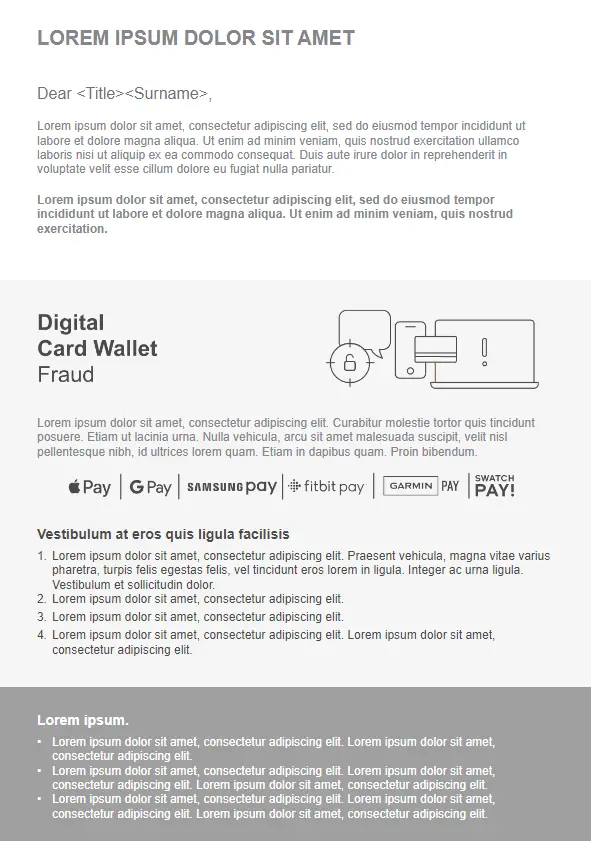 LOREM IPSUM DOLOR SIT AMET
Dear <Title><Surname>,
Lorem ipsum dolor sit amet, consectetur adipiscing elit, sed do eiusmod tempor incididunt ut
labore et dolore magna aliqua. Ut enim ad minim veniam, quis nostrud exercitation ullamco
laboris nisi ut aliquip ex ea commodo consequat. Duis aute irure dolor in reprehenderit in
voluptate velit esse cillum dolore eu fugiat nulla pariatur.
Lorem ipsum dolor sit amet, consectetur adipiscing elit, sed do eiusmod tempor
incididunt ut labore et dolore magna aliqua. Ut enim ad minim veniam, quis nostrud
exercitation.
Digital
Card Wallet
Fraud
Lorem ipsum dolor sit amet, consectetur adipiscing elit. Curabitur molestie tortor quis tincidunt
posuere. Etiam ut lacinia urna. Nulla vehicula, arcu sit amet malesuada suscipit, velit nisl
pellentesque nibh, id ultrices lorem quam. Etiam in dapibus quam. Proin bibendum.
Pay | G Pay | SAMSUNG pay | fitbit pay | GARMIN PAY | SWATCH PAY!
Vestibulum at eros quis ligula facilisis
1. Lorem ipsum dolor sit amet, consectetur adipiscing elit. Praesent vehicula, magna vitae varius
pharetra, turpis felis egestas felis, vel tincidunt eros lorem in ligula. Integer ac urna ligula.
Vestibulum et sollicitudin dolor.
2. Lorem ipsum dolor sit amet, consectetur adipiscing elit.
3. Lorem ipsum dolor sit amet, consectetur adipiscing elit.
4. Lorem ipsum dolor sit amet, consectetur adipiscing elit. Lorem ipsum dolor sit amet,
consectetur adipiscing elit.
Lorem ipsum.
• Lorem ipsum dolor sit amet, consectetur adipiscing elit. Lorem ipsum dolor sit amet,
consectetur adipiscing elit.
• Lorem ipsum dolor sit amet, consectetur adipiscing elit. Lorem ipsum dolor sit amet,
consectetur adipiscing elit. Lorem ipsum dolor sit amet, consectetur adipiscing elit.
• Lorem ipsum dolor sit amet, consectetur adipiscing elit. Lorem ipsum dolor sit amet,
consectetur adipiscing elit. Lorem ipsum dolor sit amet, consectetur adipiscing elit.